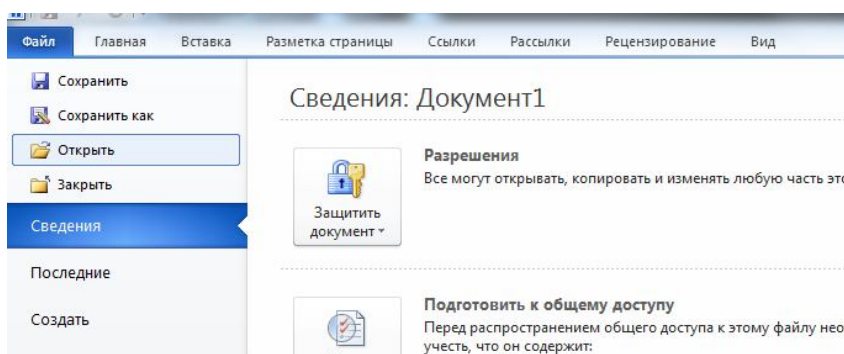 Файл Главная Вставка Разметка страницы Ссылки Рассылки Рецензирование Вид
Сохранить
Сохранить как
Открыть
Закрыть
Сведения
Последние
Создать
Сведения: Документ1
Защитить
документ
Разрешения
Все могут открывать, копировать и изменять любую часть
Подготовить к общему доступу
Перед распространением общего доступа к этому файлу
учесть, что он содержит: